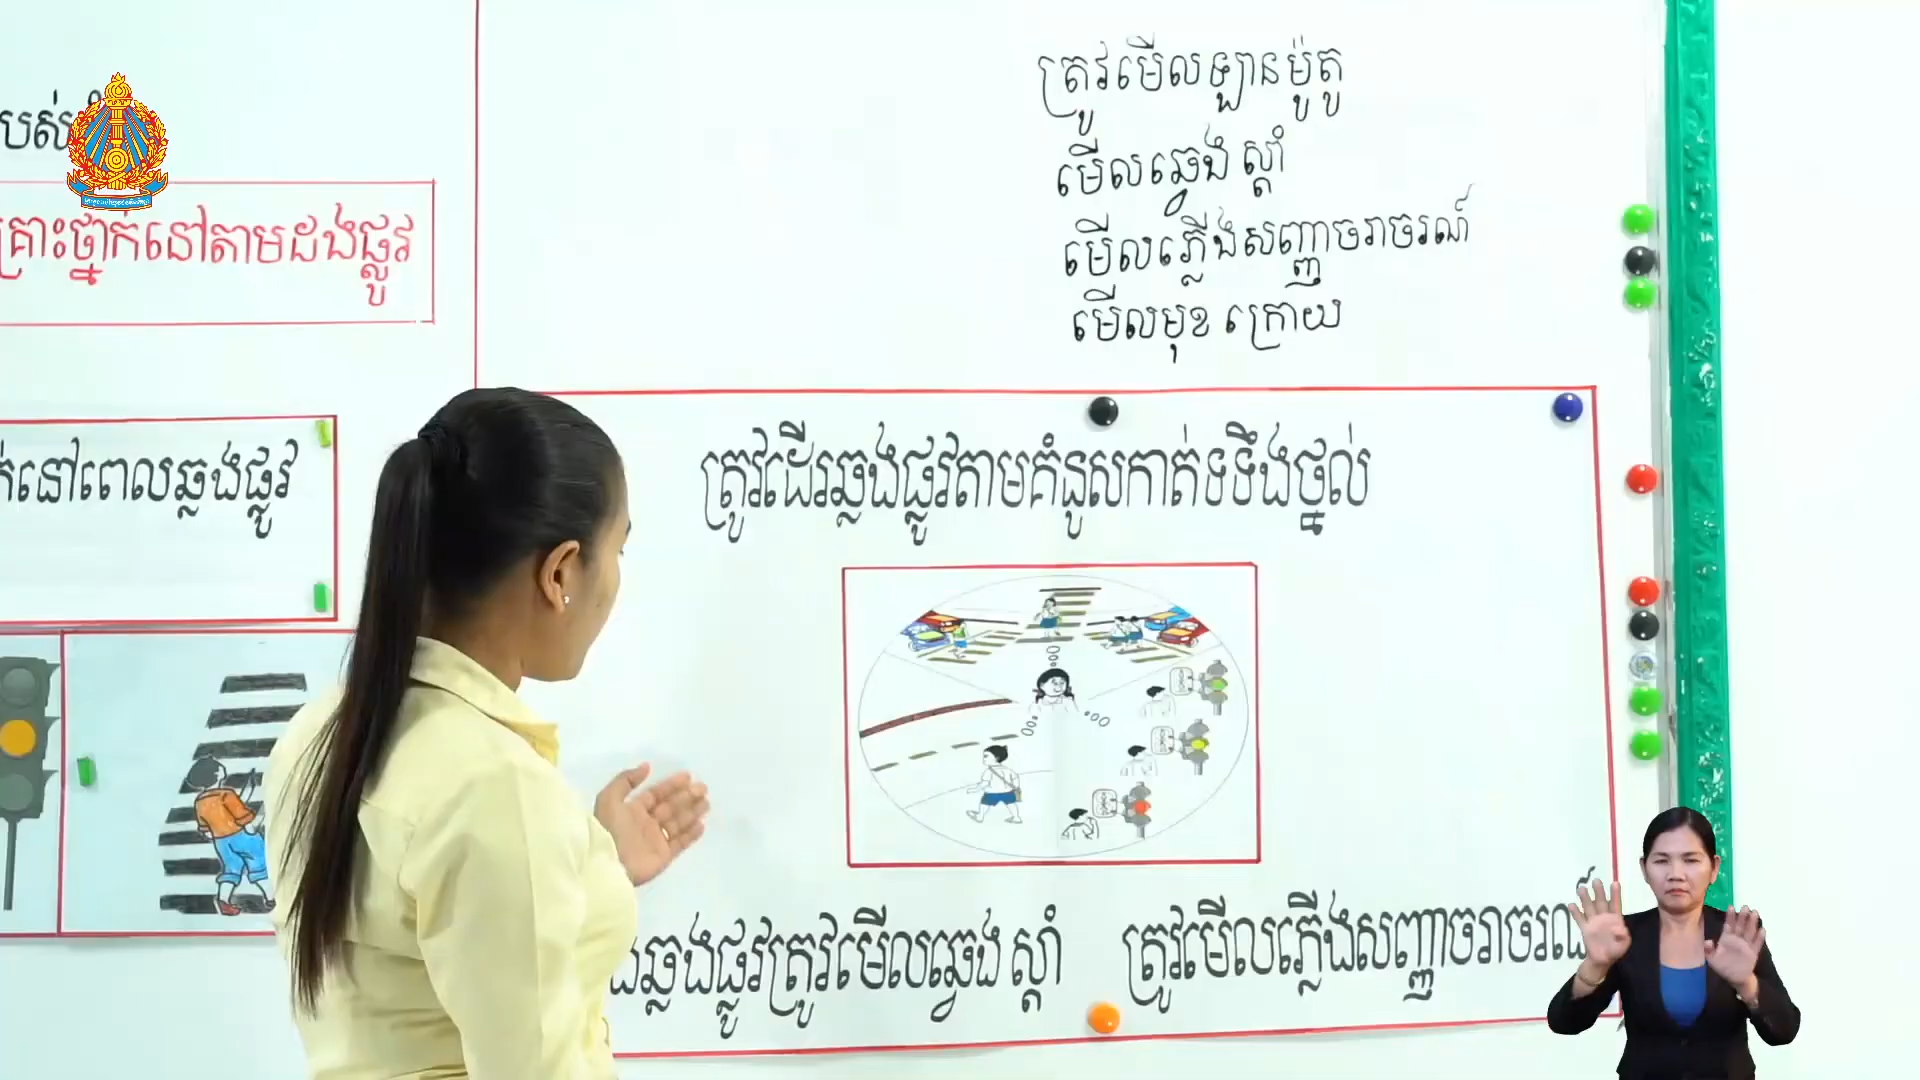 ត្រូវមើលឡានម៉ូតូ
មើលឆ្វេង ស្ដាំ
មើលភ្លើងសញ្ញាចរាចរណ៍
មើលមុខ ក្រោយ
របស់
គ្រោះថ្នាក់នៅតាមដងផ្លូវ
ក់នៅពេលឆ្លងផ្លូវ
ត្រូវដើរឆ្លងផ្លូវតាមគំនូសកាត់ទទឹងថ្នល់
ឆ្លងផ្លូវត្រូវមើលឆ្វេង ស្ដាំ
ត្រូវមើលភ្លើងសញ្ញាចរាចរណ៍